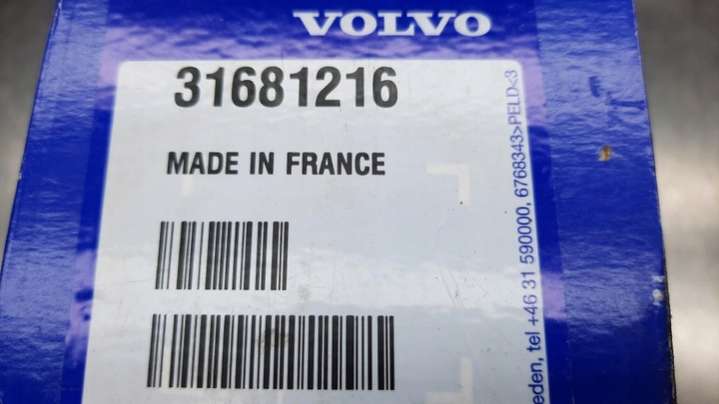 VOLVO
31681216
MADE IN FRANCE
eden, tel +46 31 590000, 6768343>PELD<3